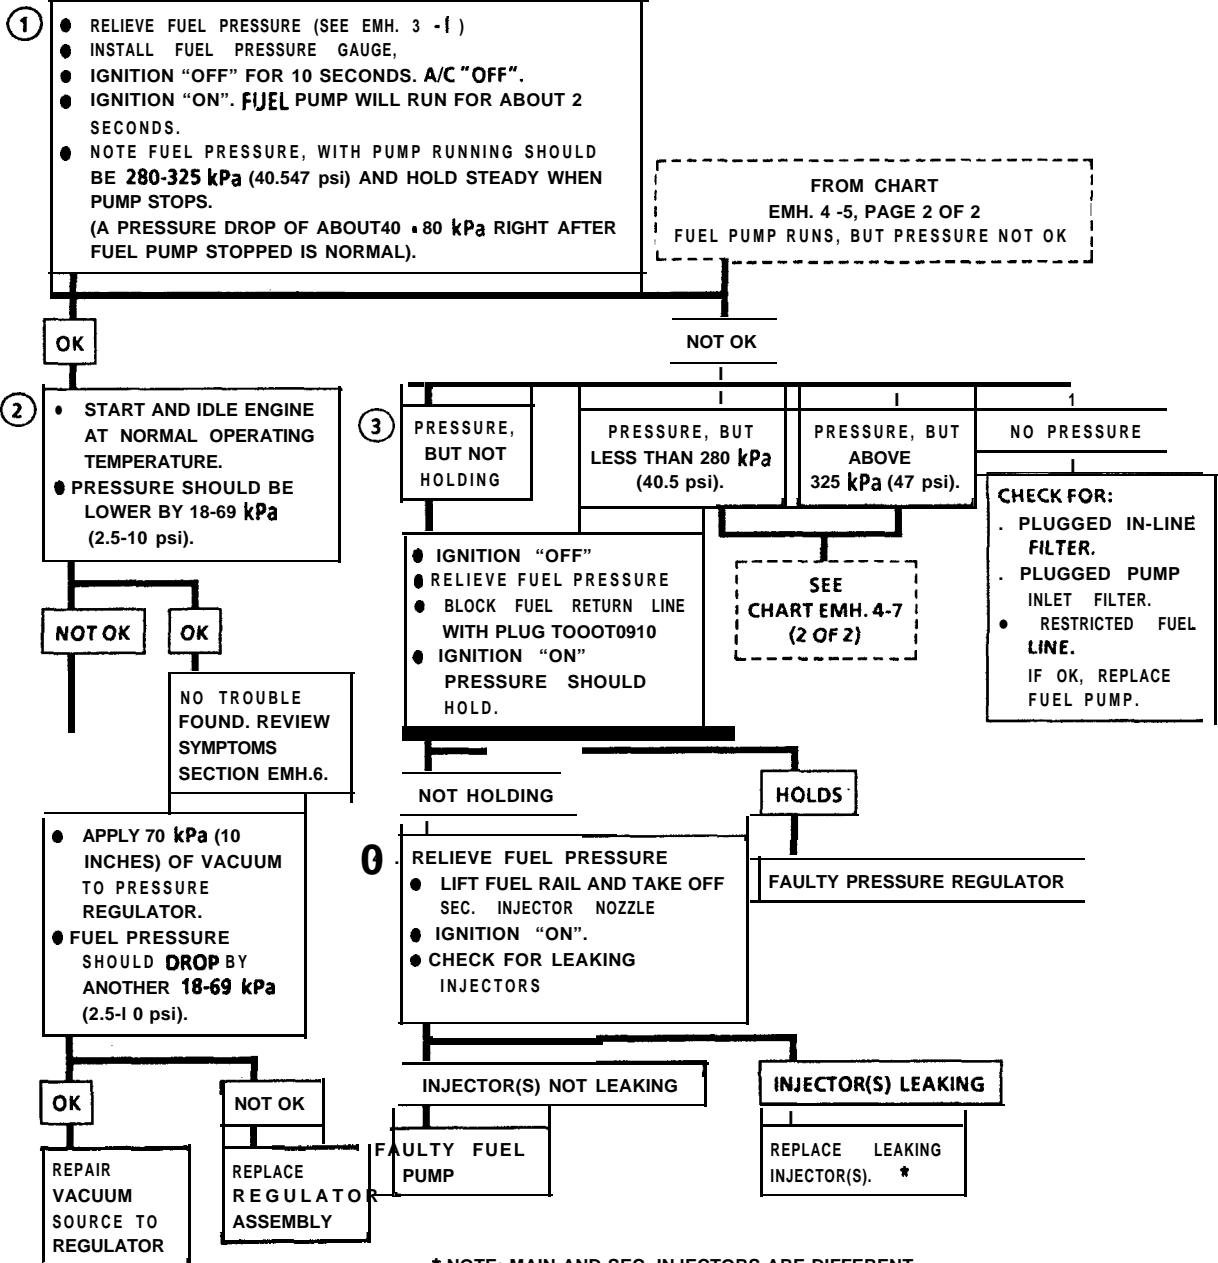 1
● RELIEVE FUEL PRESSURE (SEE EMH. 3 -1 )
● INSTALL FUEL PRESSURE GAUGE,
● IGNITION “OFF” FOR 10 SECONDS. A/C "OFF".
● IGNITION “ON”. FUEL PUMP WILL RUN FOR ABOUT 2
SECONDS.
● NOTE FUEL PRESSURE, WITH PUMP RUNNING SHOULD
BE 280-325 kPa (40.547 psi) AND HOLD STEADY WHEN
PUMP STOPS.
(A PRESSURE DROP OF ABOUT40 ▪ 80 kPa RIGHT AFTER
FUEL PUMP STOPPED IS NORMAL).
FROM CHART
EMH. 4 -5, PAGE 2 OF 2
FUEL PUMP RUNS, BUT PRESSURE NOT OK
OK
NOT OK
2
• START AND IDLE ENGINE
AT NORMAL OPERATING
TEMPERATURE.
● PRESSURE SHOULD BE
LOWER BY 18-69 kPa
(2.5-10 psi).
3
PRESSURE,
BUT NOT
HOLDING
PRESSURE, BUT
LESS THAN 280 kPa
(40.5 psi).
PRESSURE, BUT
ABOVE
325 kPa (47 psi).
NO PRESSURE
CHECK FOR:
. PLUGGED IN-LINE
FILTER.
. PLUGGED PUMP
INLET FILTER.
● RESTRICTED FUEL
LINE.
IF OK, REPLACE
FUEL PUMP.
● IGNITION “OFF”
● RELIEVE FUEL PRESSURE
● BLOCK FUEL RETURN LINE
WITH PLUG TOOOT0910
● IGNITION “ON”
PRESSURE SHOULD
HOLD.
SEE
CHART EMH. 4-7
(2 OF 2)
NOT OK
OK
NO TROUBLE
FOUND. REVIEW
SYMPTOMS
SECTION EMH.6.
NOT HOLDING
HOLDS
● APPLY 70 kPa (10
INCHES) OF VACUUM
TO PRESSURE
REGULATOR.
● FUEL PRESSURE
SHOULD DROP BY
ANOTHER 18-69 kPa
(2.5-l 0 psi).
0 . RELIEVE FUEL PRESSURE
● LIFT FUEL RAIL AND TAKE OFF
SEC. INJECTOR NOZZLE
● IGNITION “ON”.
● CHECK FOR LEAKING
INJECTORS
FAULTY PRESSURE REGULATOR
OK
NOT OK
INJECTOR(S) NOT LEAKING
INJECTOR(S) LEAKING
REPAIR
VACUUM
SOURCE TO
REGULATOR
REPLACE
REGULATOR
ASSEMBLY
FAULTY FUEL
PUMP
REPLACE LEAKING
INJECTOR(S). *
* NOTE: MAIN AND SEC. INJECTORS ARE DIFFERENT